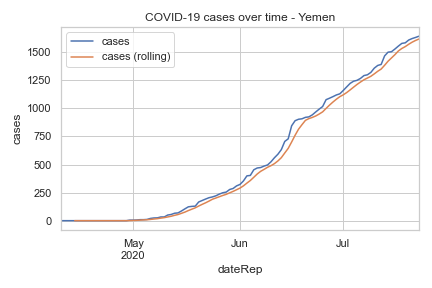 COVID-19 cases over time - Yemen
cases
cases (rolling)
1500
1250
1000
750
500
250
0
cases
May
2020
Jun
Jul
dateRep